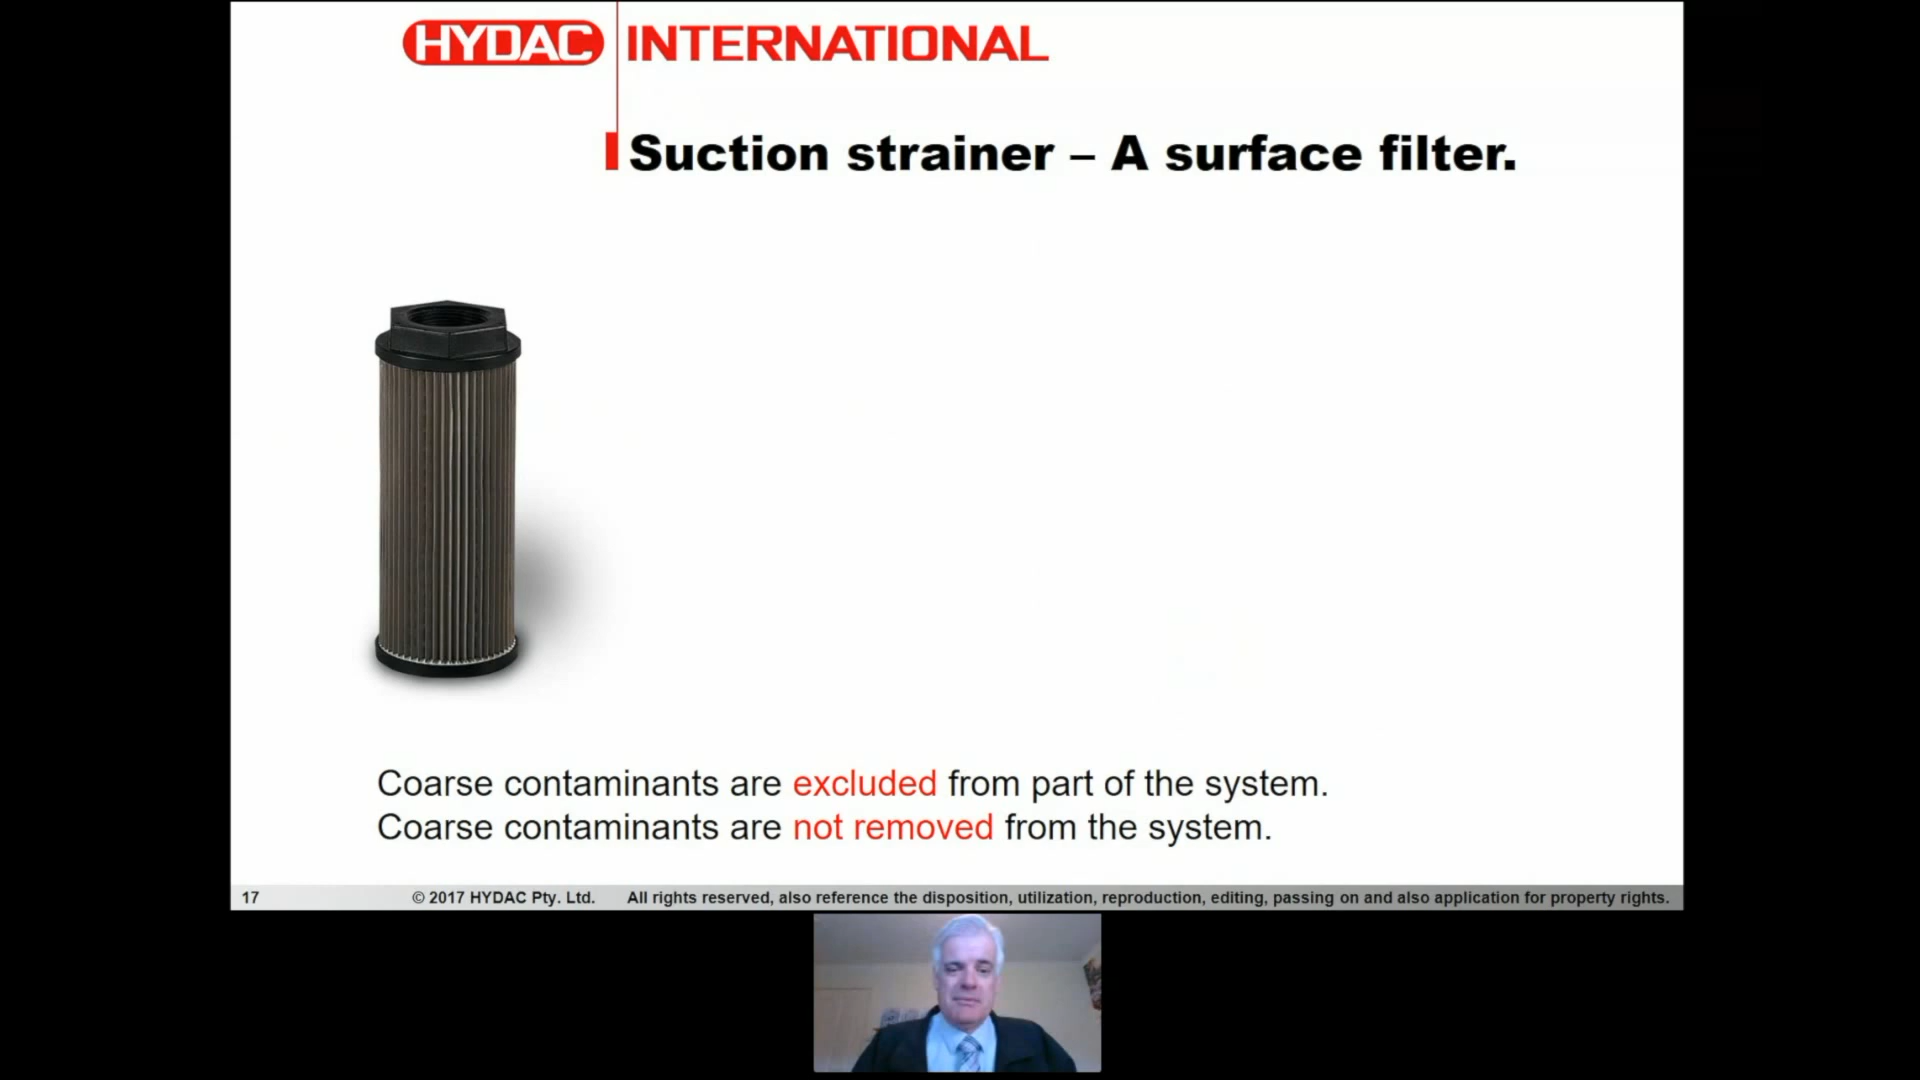 HYDAC INTERNATIONAL
Suction strainer – A surface filter.
Coarse contaminants are excluded from part of the system.
Coarse contaminants are not removed from the system.
17 © 2017 HYDAC Pty. Ltd. All rights reserved, also reference the disposition, utilization, reproduction, editing, passing on and also application for property rights.